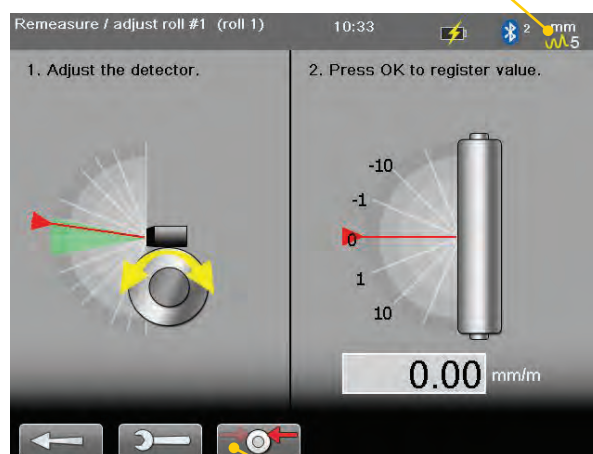 Remeasure / adjust roll #1 (roll 1) 10:33 2 mm
5
1. Adjust the detector.
2. Press OK to register value.
-10
-1
0
1
10
0.00 mm/m